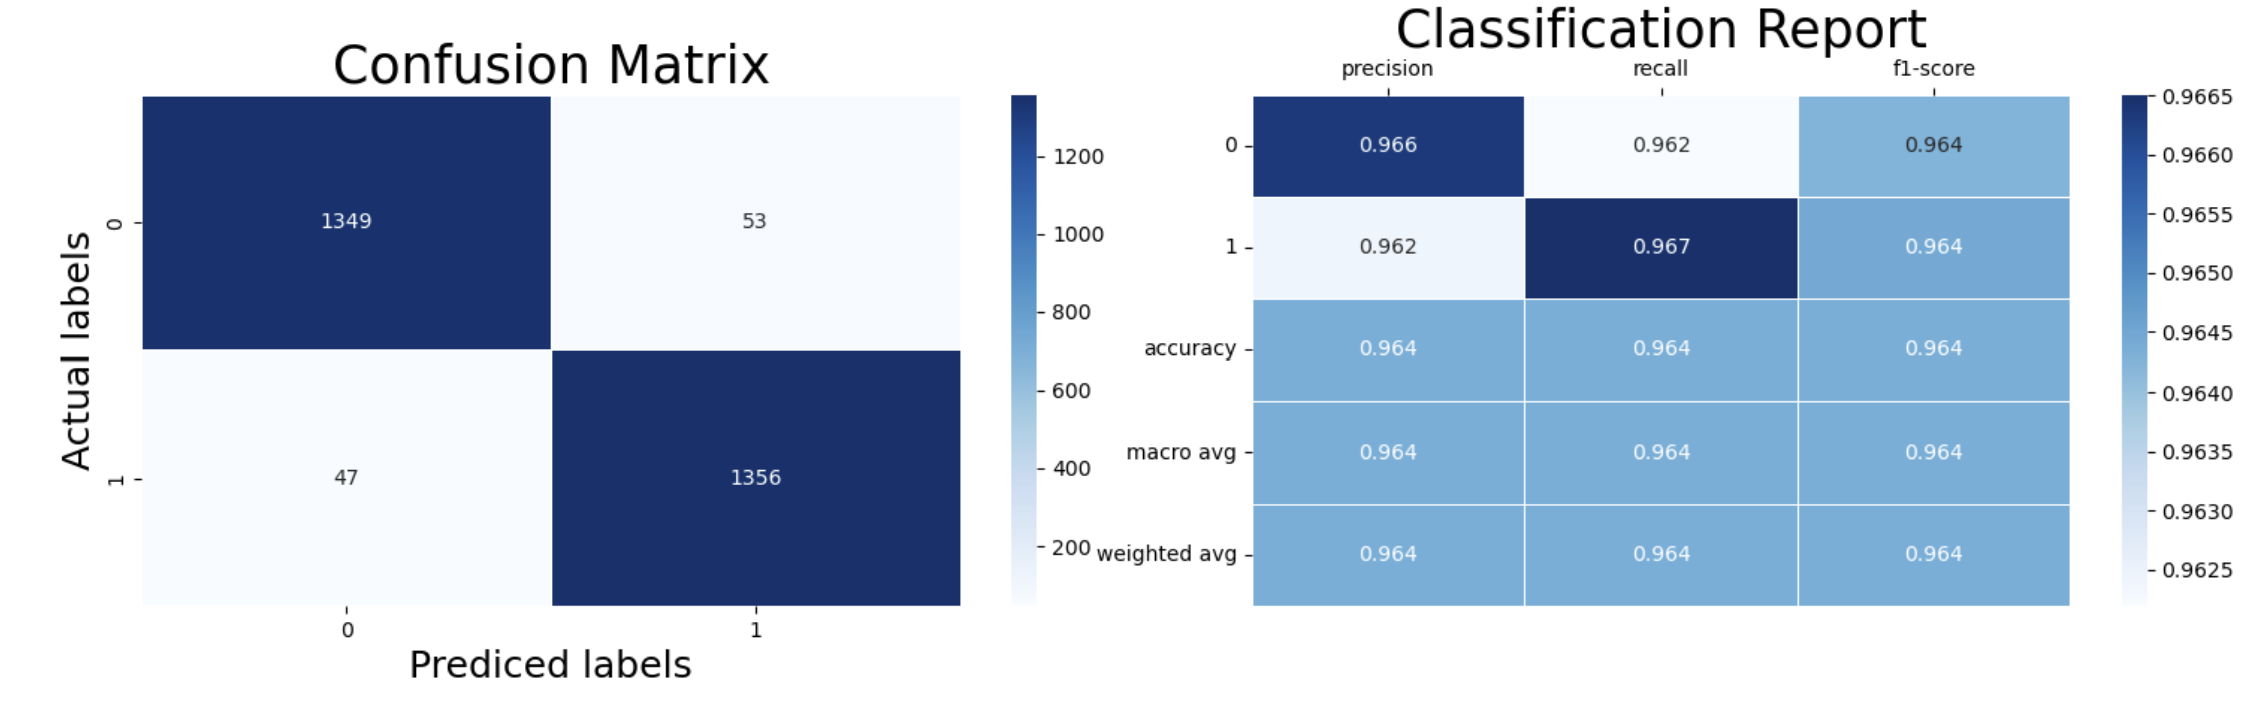 Confusion Matrix
0
1349
53
1
47
1356
0
1
Actual labels
Prediced labels
1200
1000
800
600
400
200
Classification Report
precision recall f1-score
0 0.966 0.962 0.964
1 0.962 0.967 0.964
accuracy 0.964 0.964 0.964
macro avg 0.964 0.964 0.964
weighted avg 0.964 0.964 0.964
0.9665
0.9660
0.9655
0.9650
0.9645
0.9640
0.9635
0.9630
0.9625